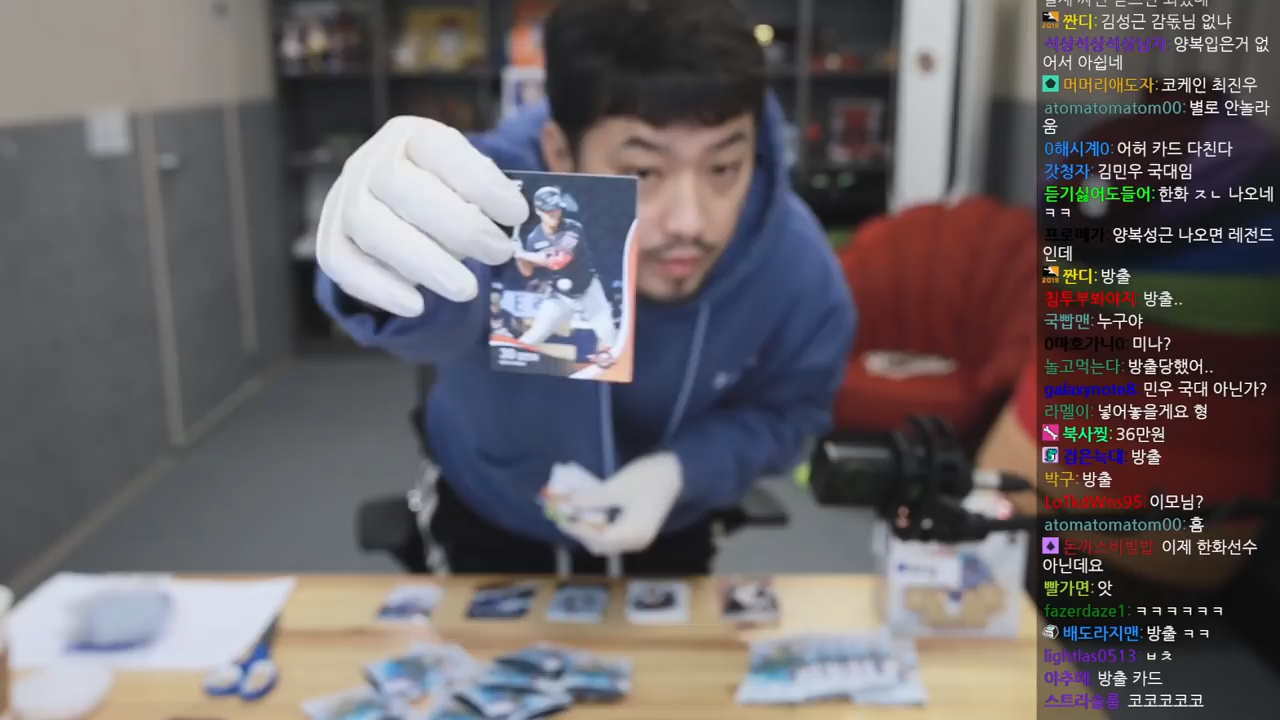 짠디: 김성근 감독님 없냐
석상석상석상남자: 양복입은거 없
어서 아쉽네
머머리애도자: 코케인 최진우
atomatomatom00: 별로 안놀라
움
0해시계0: 어허 카드 다친다
갓청자: 김민우 국대임
듣기싫어도들어: 한화 ㅈㄴ 나오네
ㅋㅋ
프로메가: 양복성근 나오면 레전드
인데
짠디: 방출
침투부봐야지: 방출..
국빱맨: 누구야
0마호가니0: 미나?
놀고먹는다: 방출당했어..
galaxynote8: 민우 국대 아닌가?
라멜이: 넣어놓을게요 형
북사찢: 36만원
검은늑대: 방출
박구: 방출
Lo1kdWns95: 이모님?
atomatomatom00: 흠
돈까스비빔밥: 이제 한화선수
아닌데요
빨가면: 앗
fazerdaze1: ㅋㅋㅋㅋㅋㅋ
배도라지맨: 방출 ㅋㅋ
lightlas0513: ㅂㅊ
방출 카드
스트라솔룸: 코코코코코